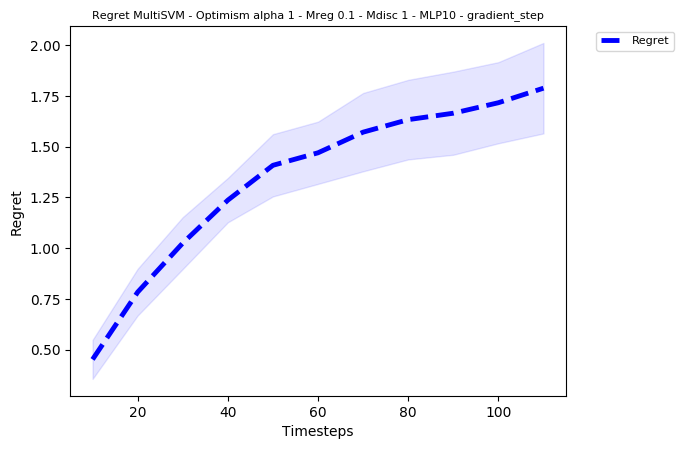 Regret MultiSVM - Optimism alpha 1 - Mreg 0.1 - Mdisc 1 - MLP10 - gradient_step
Regret
2.00
1.75
1.50
1.25
1.00
0.75
0.50
Regret
20 40 60 80 100
Timesteps